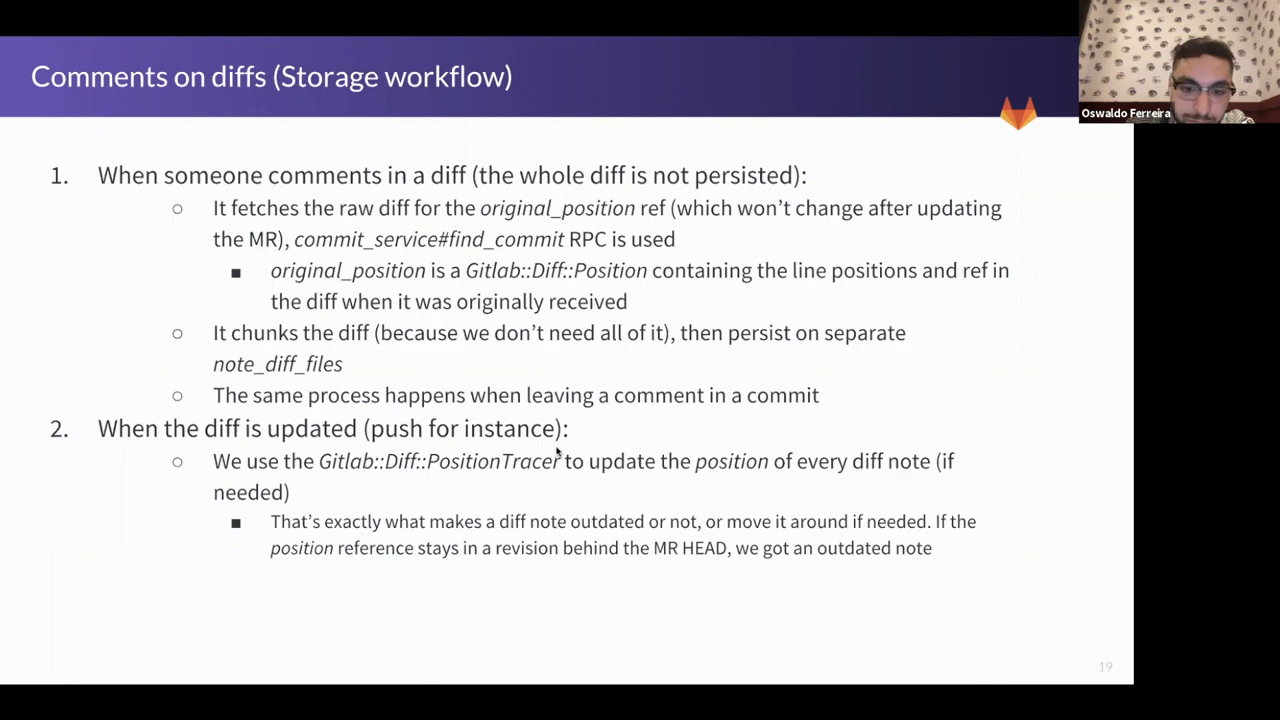 Comments on diffs (Storage workflow)
Oswaldo Ferreira
1. When someone comments in a diff (the whole diff is not persisted):
○ It fetches the raw diff for the original_position ref (which won’t change after updating
the MR), commit_service#find_commit RPC is used
■ original_position is a Gitlab::Diff::Position containing the line positions and ref in
the diff when it was originally received
○ It chunks the diff (because we don’t need all of it), then persist on separate
note_diff_files
○ The same process happens when leaving a comment in a commit
2. When the diff is updated (push for instance):
○ We use the Gitlab::Diff::PositionTracer to update the position of every diff note (if
needed)
■ That’s exactly what makes a diff note outdated or not, or move it around if needed. If the
position reference stays in a revision behind the MR HEAD, we got an outdated note
19